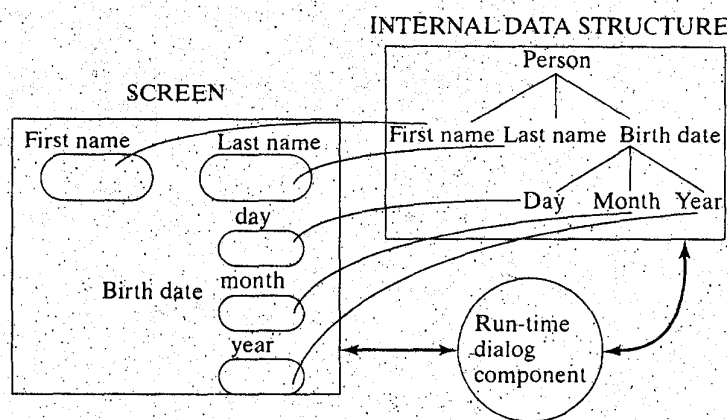 INTERNAL DATA STRUCTURE
Person
First name Last name Birth date
Day Month Year
SCREEN
First name Last name
day
Birth date month
year
Run-time
dialog
component